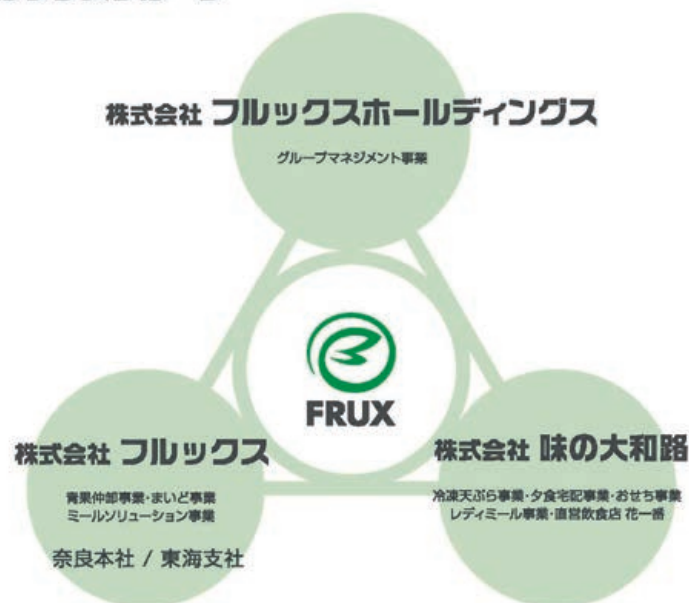 株式会社 フルックスホールディングス
グループマネジメント事業
FRUX
株式会社 フルックス
青果仲卸事業・まいど事業
ミールソリューション事業
奈良本社 / 東海支社
株式会社 味の大和路
冷凍天ぷら事業・夕食宅配事業・おせち事業
レディミール事業・直営飲食店 花一番